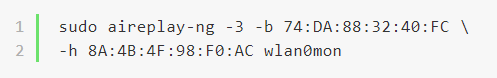 1 sudo aireplay-ng -3 -b 74:DA:88:32:40:FC \
2 -h 8A:4B:4F:98:F0:AC wlan0mon